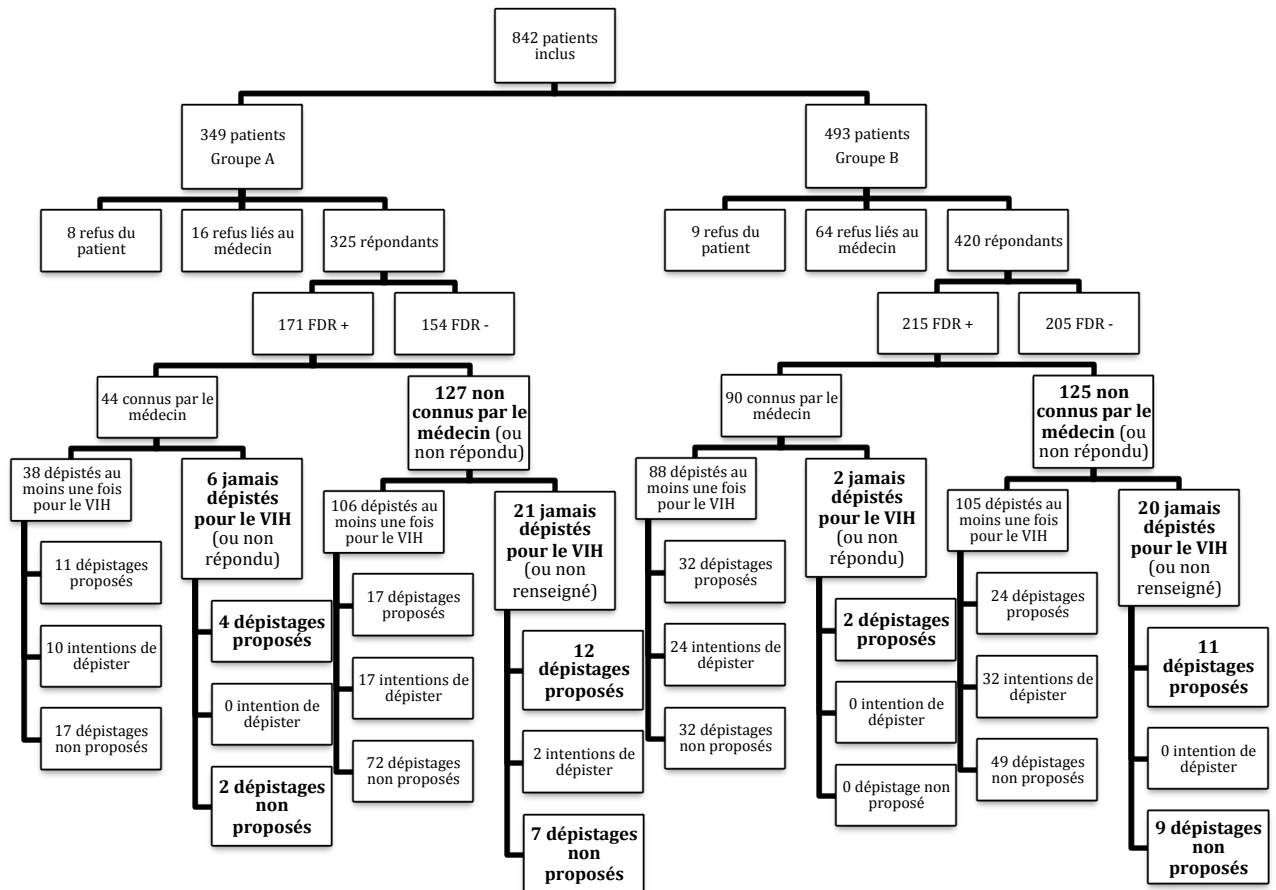 842 patients
inclus
349 patients
Groupe A
493 patients
Groupe B
8 refus du
patient
16 refus liés au
médecin
325 répondants
9 refus du
patient
64 refus liés au
médecin
420 répondants
171 FDR +
154 FDR -
215 FDR +
205 FDR -
44 connus par le
médecin
127 non
connus par le
médecin (ou
non répondu)
90 connus par le
médecin
125 non
connus par le
médecin (ou
non répondu)
38 dépistés au
moins une fois
pour le VIH
11 dépistages
proposés
10 intentions de
dépister
17 dépistages
non proposés
6 jamais
dépistés
pour le VIH
(ou non
répondu)
4 dépistages
proposés
0 intention de
dépister
2 dépistages
non
proposés
106 dépistés au
moins une fois
pour le VIH
17 dépistages
proposés
17 intentions de
dépister
72 dépistages
non proposés
21 jamais
dépistés
pour le VIH
(ou non
renseigné)
12
dépistages
proposés
2 intentions de
dépister
7 dépistages
non
proposés
88 dépistés au
moins une fois
pour le VIH
32 dépistages
proposés
24 intentions de
dépister
32 dépistages
non proposés
2 jamais
dépistés
pour le VIH
(ou non
répondu)
2 dépistages
proposés
0 intention de
dépister
0 dépistage non
proposé
105 dépistés au
moins une fois
pour le VIH
24 dépistages
proposés
32 intentions de
dépister
49 dépistages
non proposés
20 jamais
dépistés
pour le VIH
(ou non
renseigné)
11
dépistages
proposés
0 intention de
dépister
9 dépistages
non
proposés